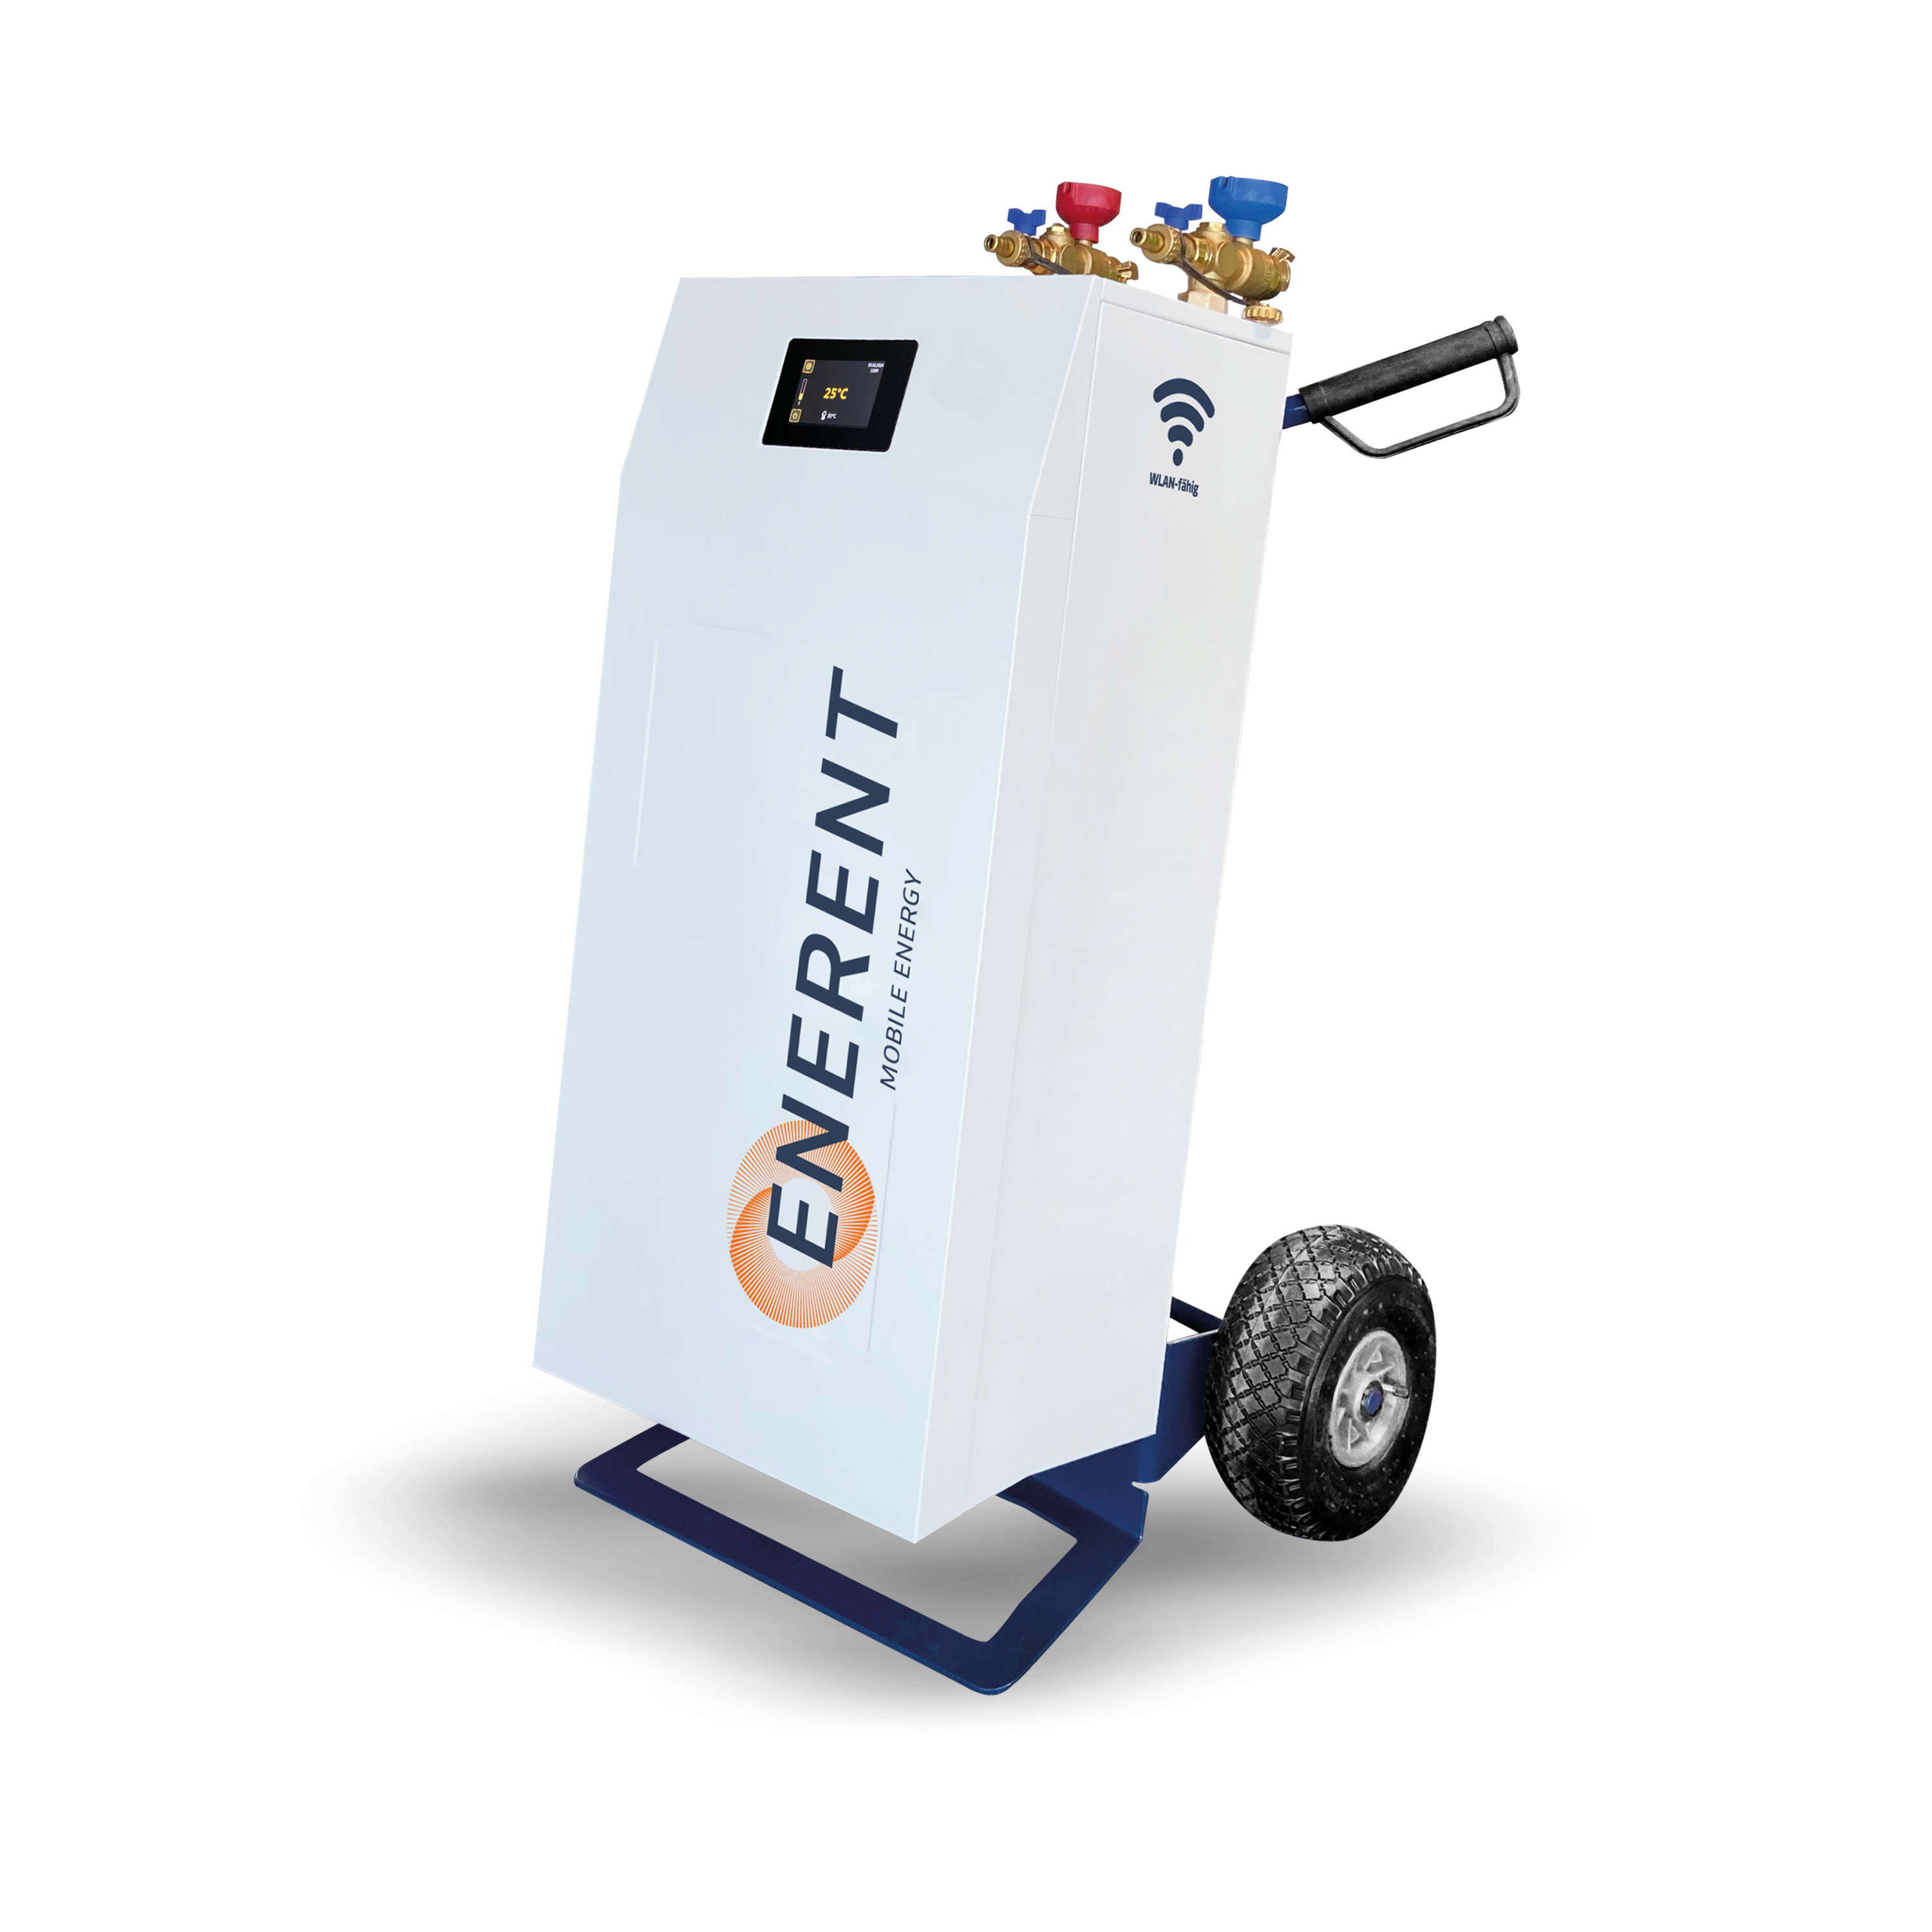 25°C
WLAN-fähig
ENERENT
MOBILE ENERGY